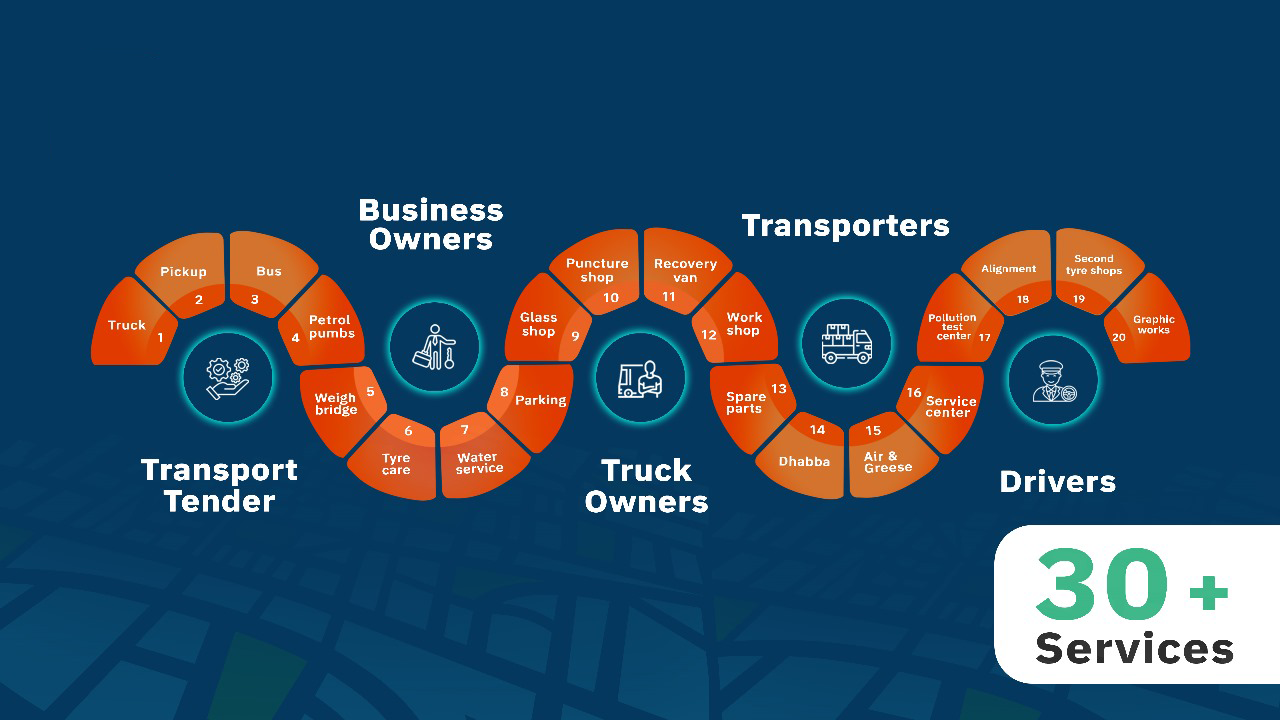 Business
Owners
Transporters
Truck
1
Pickup
2
Bus
3
Petrol
pumbs
4
Weigh
bridge
5
Tyre
care
6
Water
service
7
Parking
8
Glass
shop
9
Puncture
shop
10
Recovery
van
11
Work
shop
12
Spare
parts
13
Dhabba
14
Air &
Greese
15
Service
center
16
Pollution
test
center
17
Alignment
18
Second
tyre shops
19
Graphic
works
20
Transport
Tender
Truck
Owners
Drivers
30 +
Services